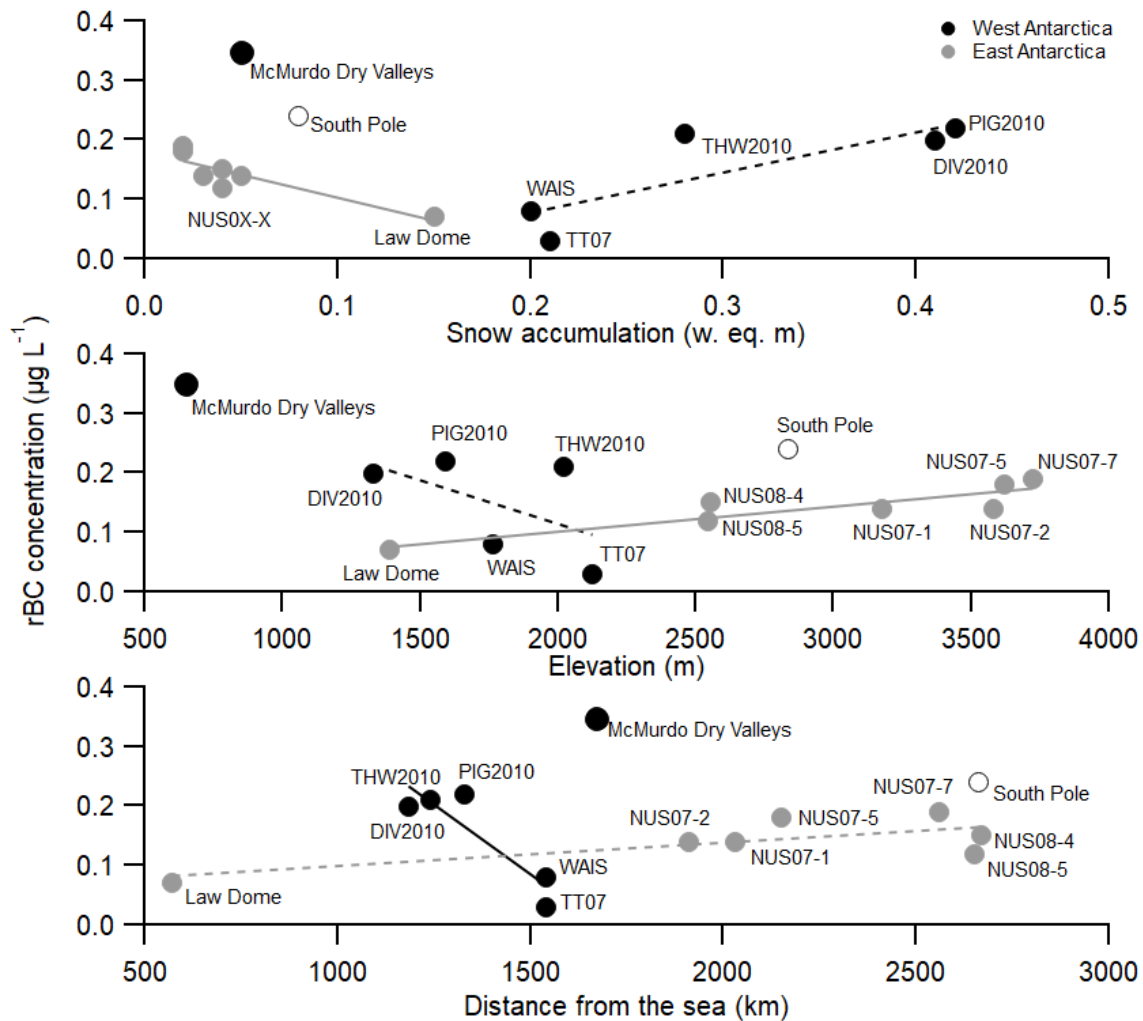 0.4
West Antarctica
East Antarctica
McMurdo Dry Valleys
0.3
South Pole
PIG2010
0.2
THW2010
DIV2010
WAIS
0.1
NUS0X-X
Law Dome
TT07
0.0
0.0 0.1 0.2 0.3 0.4 0.5
Snow accumulation (w. eq. m)
rBC concentration (µg L⁻¹)
0.4
McMurdo Dry Valleys
0.3
PIG2010
THW2010
South Pole
NUS07-5
NUS07-7
0.2
DIV2010
NUS08-4
NUS08-5
NUS07-1
NUS07-2
0.1
Law Dome
WAIS
TT07
0.0
500 1000 1500 2000 2500 3000 3500 4000
Elevation (m)
0.4
McMurdo Dry Valleys
0.3
THW2010
PIG2010
NUS07-7
South Pole
0.2
DIV2010
NUS07-2
NUS07-5
NUS07-1
NUS08-4
NUS08-5
0.1
WAIS
Law Dome
TT07
0.0
500 1000 1500 2000 2500 3000
Distance from the sea (km)